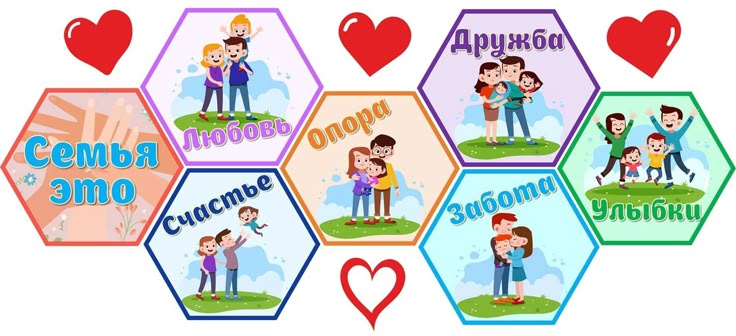 Семья
это
Любовь
Счастье
Опора
Дружба
Забота
Улыбки